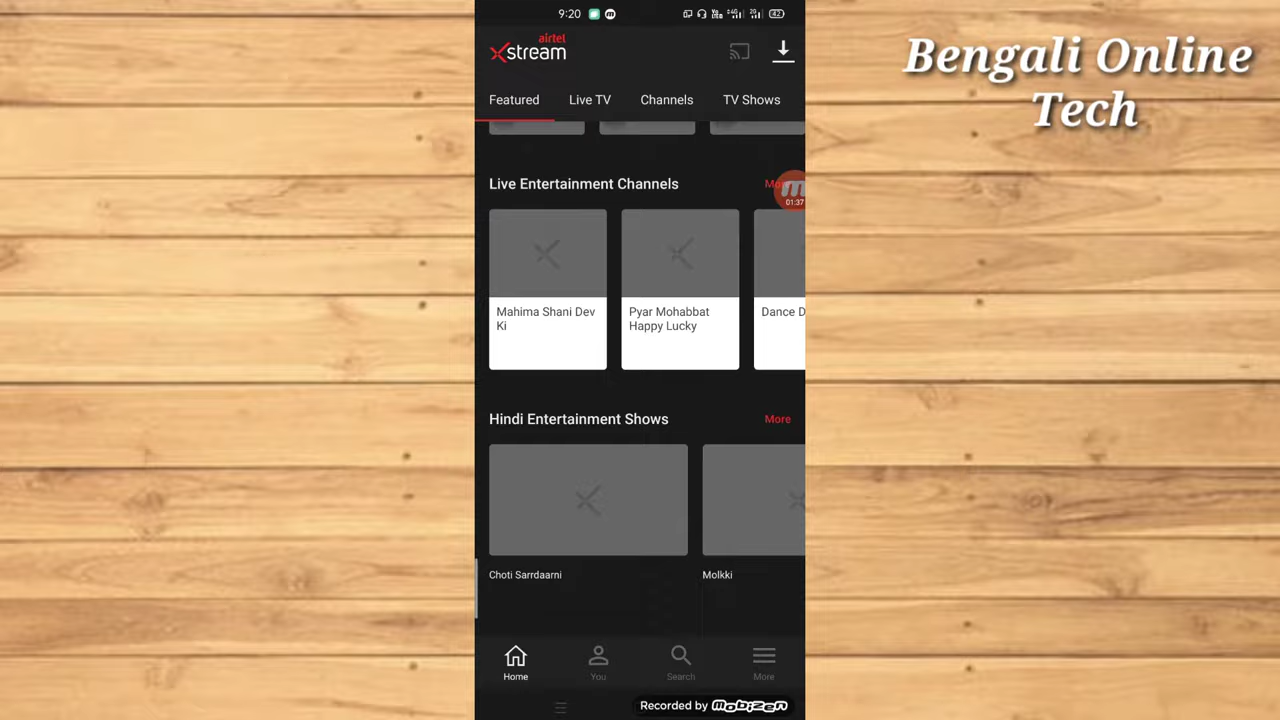 9:20
42
airtel
Xstream
Bengali Online
Tech
Featured
Live TV
Channels
TV Shows
Live Entertainment Channels
01:37
Mahima Shani Dev
Ki
Pyar Mohabbat
Happy Lucky
Dance D
Hindi Entertainment Shows
More
Choti Sarrdaarni
Molkki
Home
You
Search
More
Recorded by mobizen